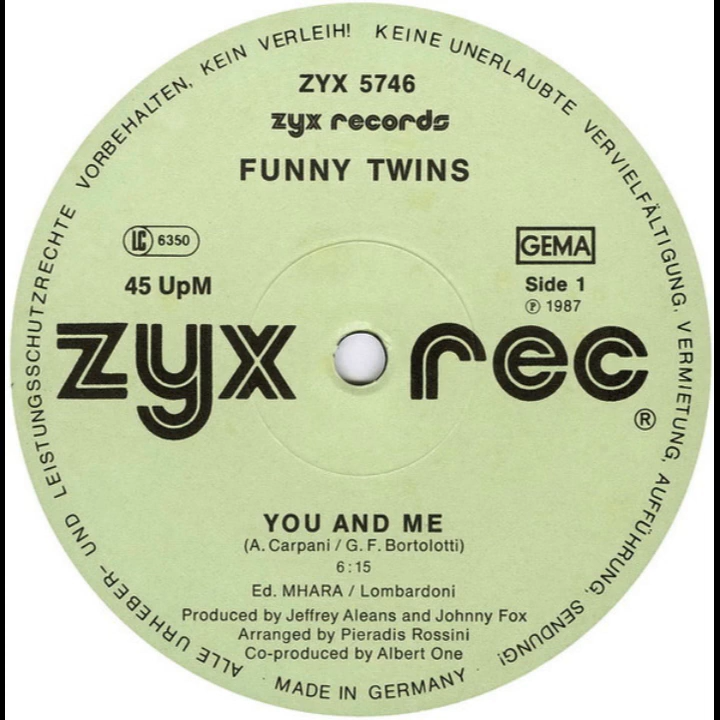 ALLE URHEBER- UND LEISTUNGSSCHUTZRECHTE VORBEHALTEN, KEIN VERLEIH! KEINE UNERLAUBTE VERVIELFÄLTIGUNG, VERMIETUNG, AUFFÜHRUNG, SENDUNG!
ZYX 5746
zyx records
FUNNY TWINS
LC 6350
GEMA
45 UpM
Side 1
℗ 1987
zyx rec
®
YOU AND ME
(A. Carpani / G. F. Bortolotti)
6:15
Ed. MHARA / Lombardoni
Produced by Jeffrey Aleans and Johnny Fox
Arranged by Pieradis Rossini
Co-produced by Albert One
· MADE IN GERMANY ·